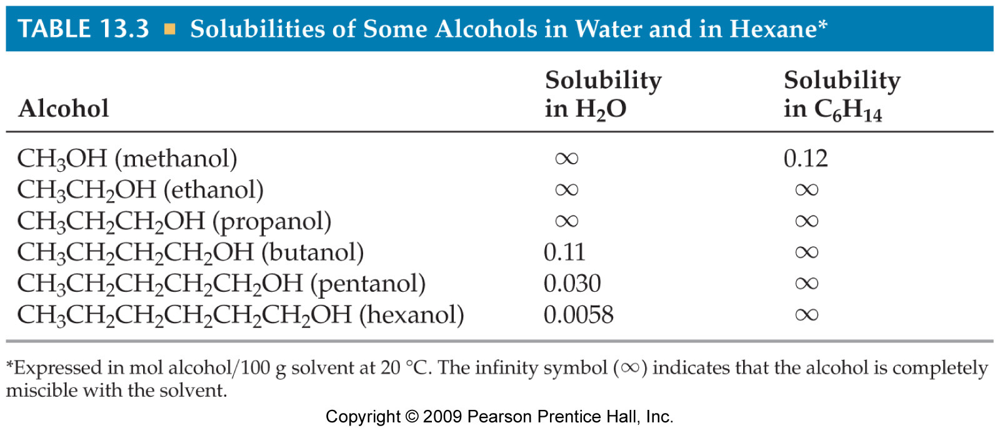 TABLE 13.3 ■ Solubilities of Some Alcohols in Water and in Hexane*
Alcohol Solubility in H₂O Solubility in C₆H₁₄
CH₃OH (methanol) ∞ 0.12
CH₃CH₂OH (ethanol) ∞ ∞
CH₃CH₂CH₂OH (propanol) ∞ ∞
CH₃CH₂CH₂CH₂OH (butanol) 0.11 ∞
CH₃CH₂CH₂CH₂CH₂OH (pentanol) 0.030 ∞
CH₃CH₂CH₂CH₂CH₂CH₂OH (hexanol) 0.0058 ∞
*Expressed in mol alcohol/100 g solvent at 20 °C. The infinity symbol (∞) indicates that the alcohol is completely
miscible with the solvent.
Copyright © 2009 Pearson Prentice Hall, Inc.